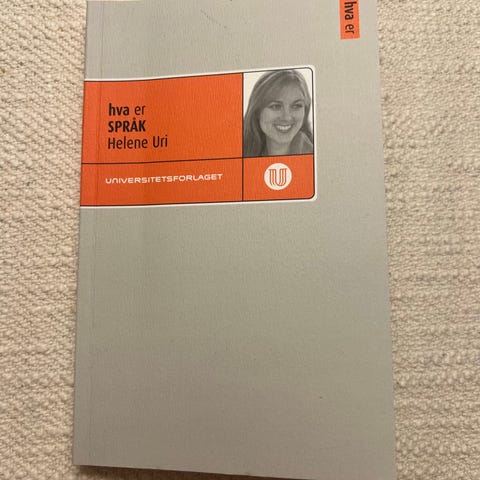 hva er
hva er
SPRÅK
Helene Uri
UNIVERSITETSFORLAGET